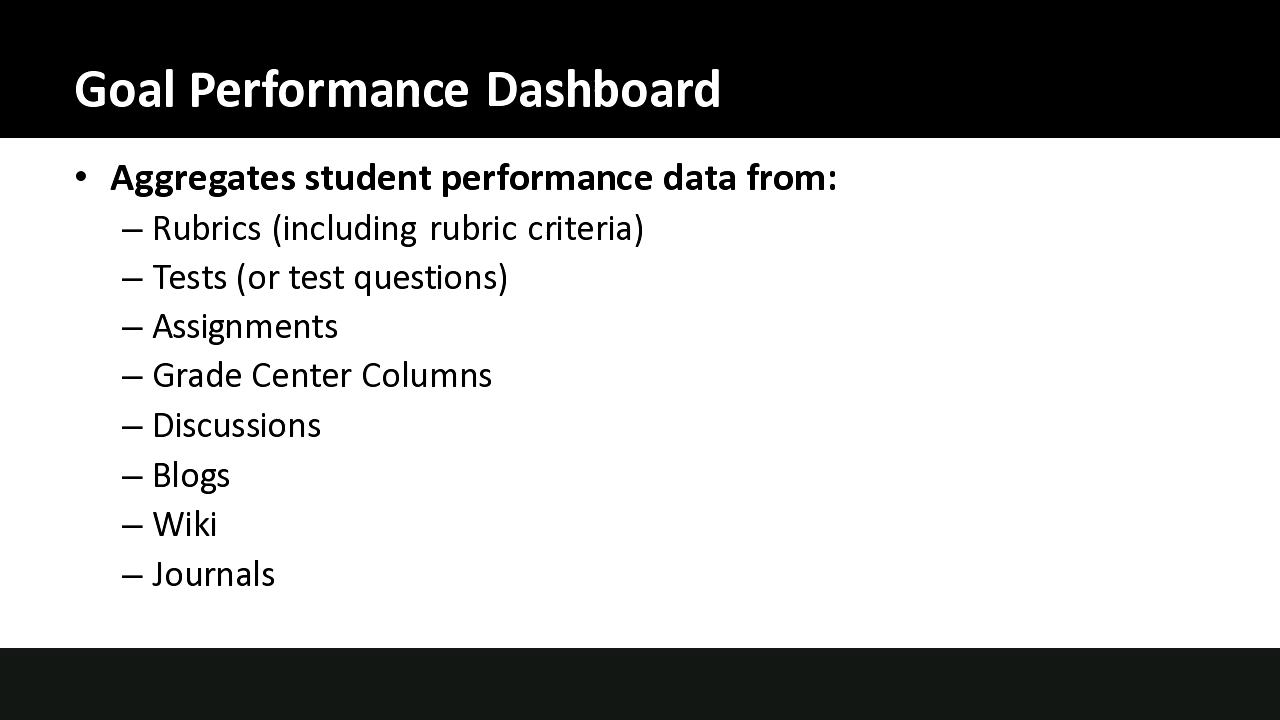 Goal Performance Dashboard
• Aggregates student performance data from:
– Rubrics (including rubric criteria)
– Tests (or test questions)
– Assignments
– Grade Center Columns
– Discussions
– Blogs
– Wiki
– Journals